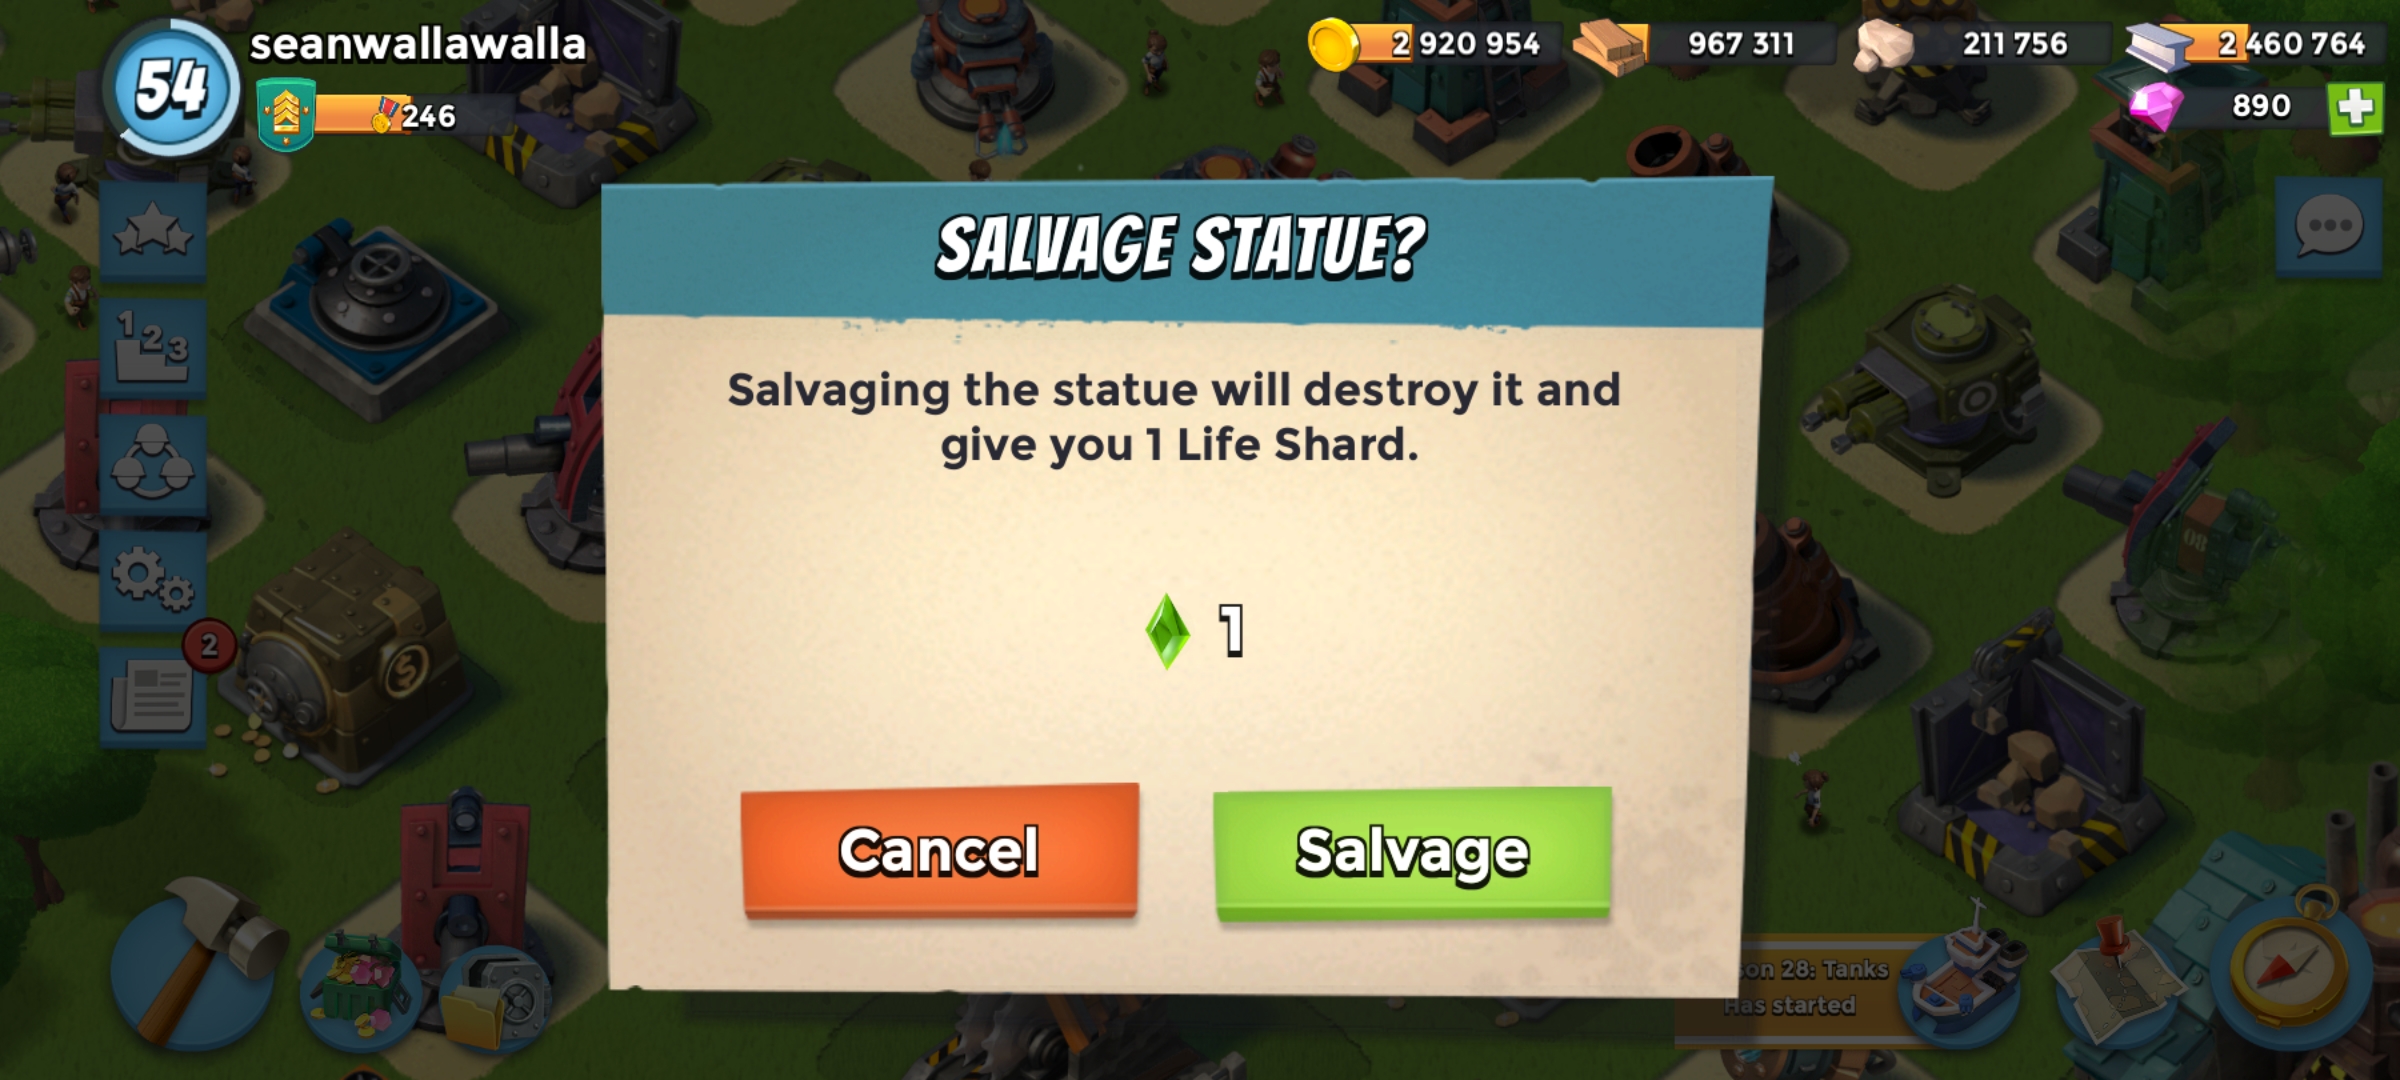 54
seanwallawalla
246
2 920 954
967 311
211 756
2 460 764
890
SALVAGE STATUE?
Salvaging the statue will destroy it and
give you 1 Life Shard.
1
Cancel
Salvage
1 2 3
2
$
08
on 28: Tanks
Has started